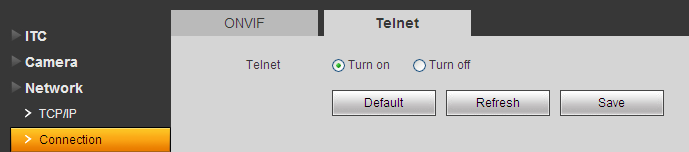 ONVIF Telnet
ITC
Camera
Network
TCP/IP
Connection
Telnet Turn on Turn off
Default Refresh Save